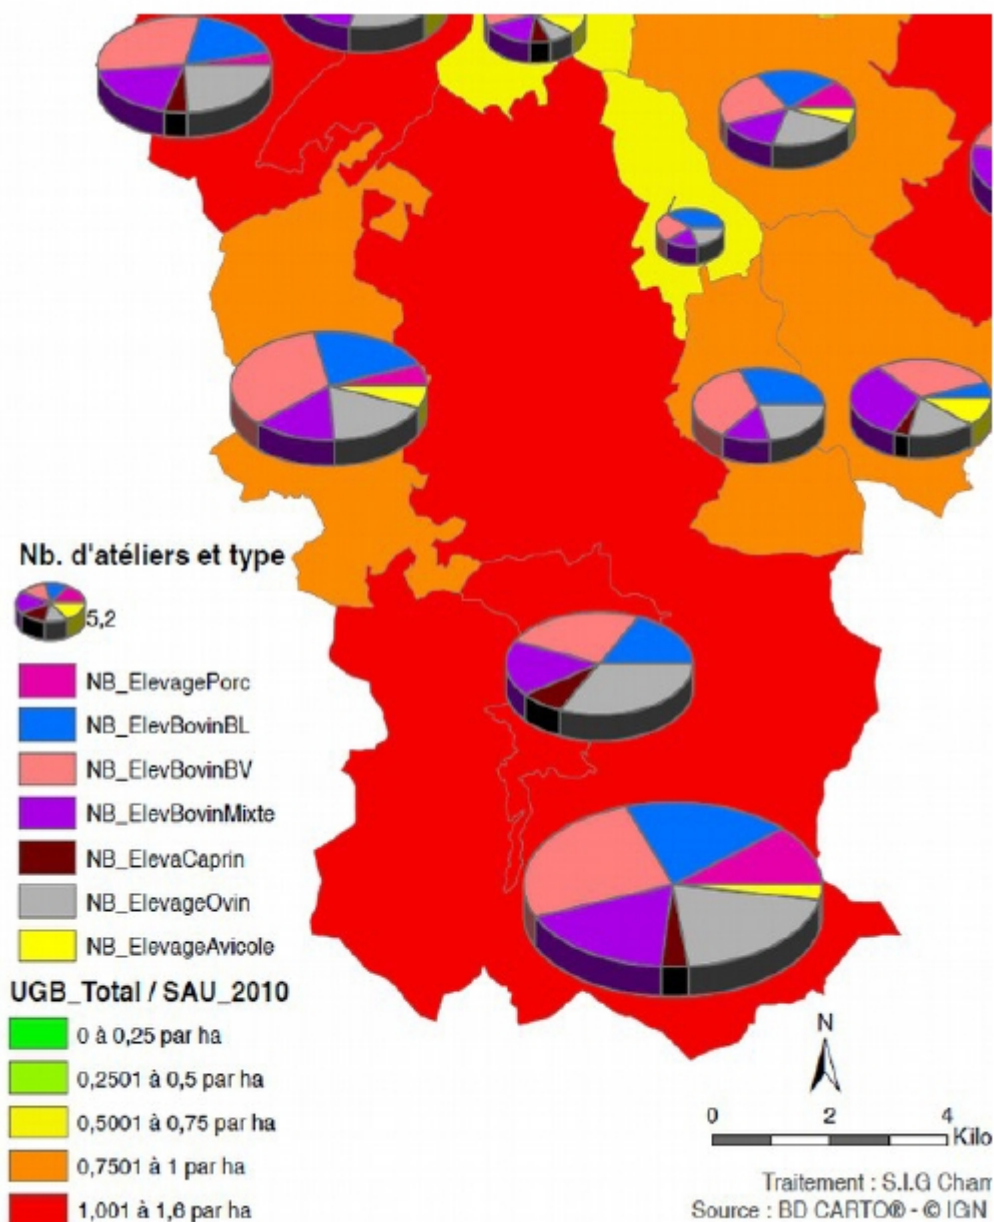 Nb. d'atéliers et type
5,2
NB_ElevagePorc
NB_ElevBovinBL
NB_ElevBovinBV
NB_ElevBovinMixte
NB_ElevaCaprin
NB_ElevageOvin
NB_ElevageAvicole
UGB_Total / SAU_2010
0 à 0,25 par ha
0,2501 à 0,5 par ha
0,5001 à 0,75 par ha
0,7501 à 1 par ha
1,001 à 1,6 par ha
N
0 2 4
Kilo
Traitement : S.I.G Cham
Source : BD CARTO® - © IGN